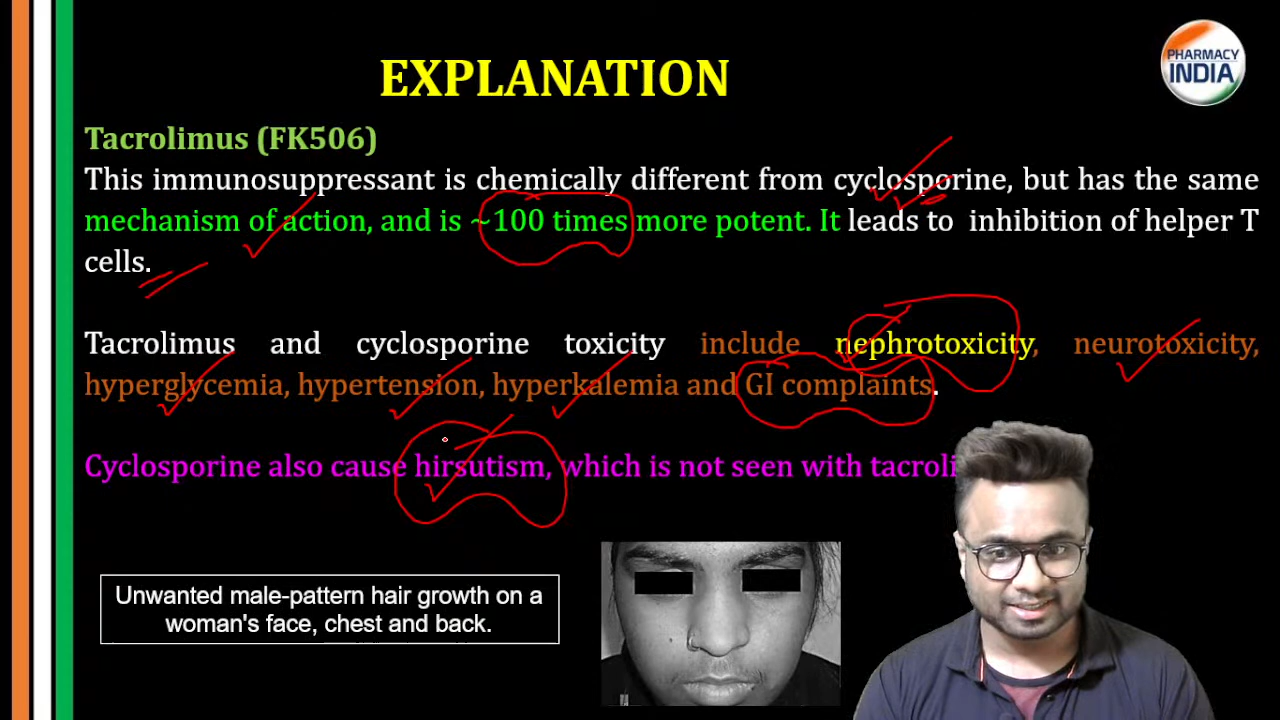 PHARMACY
INDIA
EXPLANATION
Tacrolimus (FK506)
This immunosuppressant is chemically different from cyclosporine, but has the same
mechanism of action, and is ~100 times more potent. It leads to inhibition of helper T
cells.
Tacrolimus and cyclosporine toxicity include nephrotoxicity, neurotoxicity,
hyperglycemia, hypertension, hyperkalemia and GI complaints.
Cyclosporine also cause hirsutism, which is not seen with
Unwanted male-pattern hair growth on a
woman's face, chest and back.